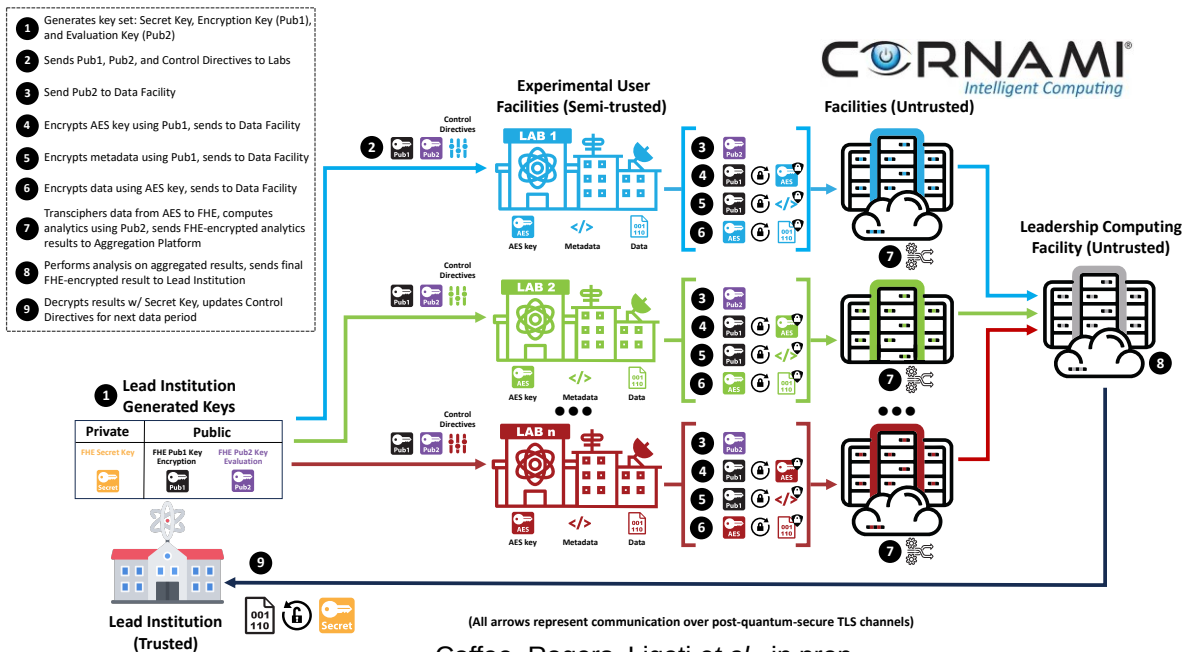 1 Generates key set: Secret Key, Encryption Key (Pub1),
and Evaluation Key (Pub2)
2 Sends Pub1, Pub2, and Control Directives to Labs
3 Send Pub2 to Data Facility
4 Encrypts AES key using Pub1, sends to Data Facility
5 Encrypts metadata using Pub1, sends to Data Facility
6 Encrypts data using AES key, sends to Data Facility
7 Transciphers data from AES to FHE, computes
analytics using Pub2, sends FHE-encrypted analytics
results to Aggregation Platform
8 Performs analysis on aggregated results, sends final
FHE-encrypted result to Lead Institution
9 Decrypts results w/ Secret Key, updates Control
Directives for next data period
CORNAMI®
Intelligent Computing
Experimental User
Facilities (Semi-trusted)
Facilities (Untrusted)
Leadership Computing
Facility (Untrusted)
8
Control
Directives
2 Pub1 Pub2
LAB 1
AES
001
110
AES key Metadata Data
3 Pub2
4 Pub1 AES
5 Pub1 </>
6 AES 001
110
7
Control
Directives
Pub1 Pub2
LAB 2
AES </> 001
110
AES key Metadata Data
3 Pub2
4 Pub1 AES
5 Pub1 </>
6 AES 001
110
7
Control
Directives
Pub1 Pub2
LAB n
AES </> 001
110
AES key Metadata Data
3 Pub2
4 Pub1 AES
5 Pub1 </>
6 AES 001
110
7
1 Lead Institution
Generated Keys
Private Public
FHE Secret Key
Secret
FHE Pub1 Key
Encryption
Pub1
FHE Pub2 Key
Evaluation
Pub2
9
001
110
Secret
Lead Institution
(Trusted)
(All arrows represent communication over post-quantum-secure TLS channels)